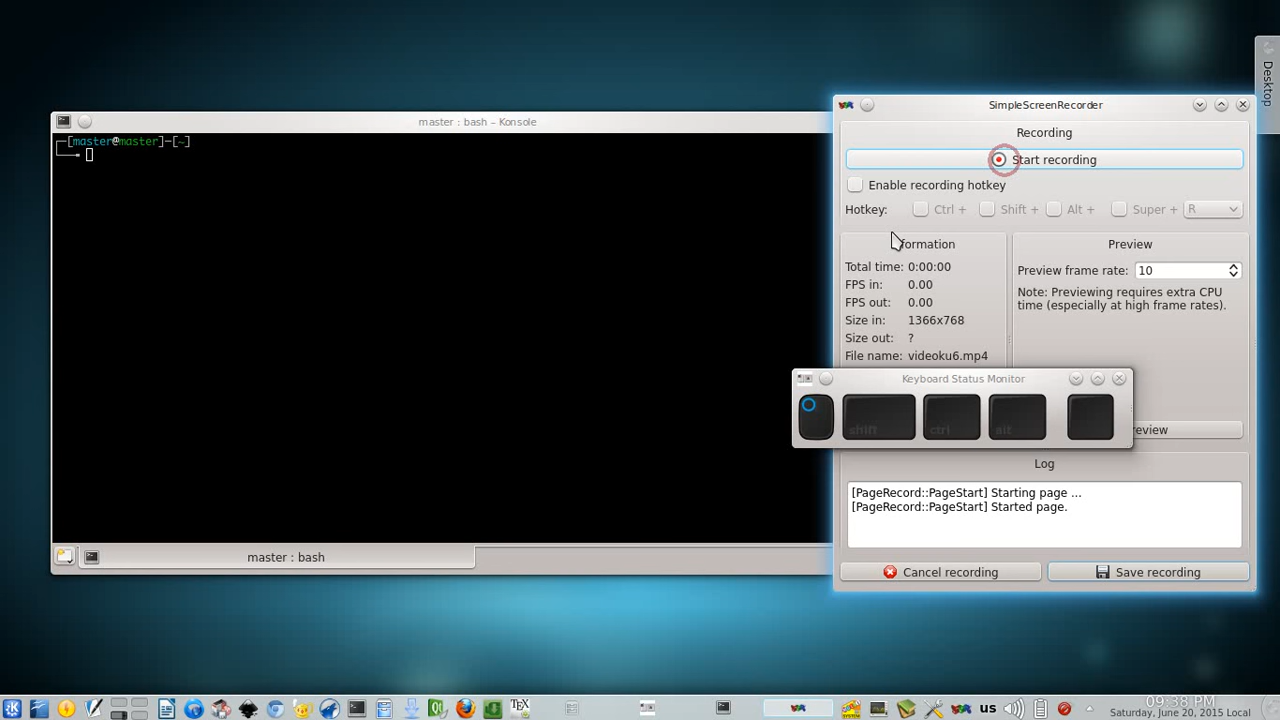 Desktop
master : bash – Konsole
┌─[master@master]─[~]
└──╼
master : bash
SimpleScreenRecorder
Recording
Start recording
Enable recording hotkey
Hotkey: Ctrl + Shift + Alt + Super + R
formation
Total time: 0:00:00
FPS in: 0.00
FPS out: 0.00
Size in: 1366x768
Size out: ?
File name: videoku6.mp4
Preview
Preview frame rate: 10
Note: Previewing requires extra CPU
time (especially at high frame rates).
review
Keyboard Status Monitor
shift ctrl alt
Log
[PageRecord::PageStart] Starting page ...
[PageRecord::PageStart] Started page.
Cancel recording Save recording
TEX
us
09:38 PM
Saturday, June 20, 2015 Local